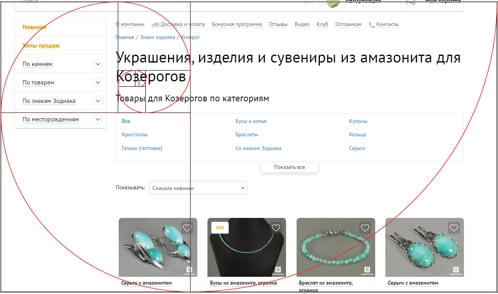 О компании Доставка и оплата Бонусная программа Отзывы Видео Клуб Оптовикам Контакты
Новинки
Хиты продаж
По камням
По товарам
По знакам Зодиака
По месторождениям
Главная / Знаки зодиака / Козерог
Украшения, изделия и сувениры из амазонита для
Козерогов
Товары для Козерогов по категориям
Все Бусы и колье Кулоны
Кристаллы Браслеты Кольца
Галька (галтовка) Со знаком Зодиака Серьги
Показать все
Показывать: Сначала новинки
Серьги с амазонитом
Бусы из амазонита, огранка
Браслет из амазонита,
огранка
Серьги с амазонитом